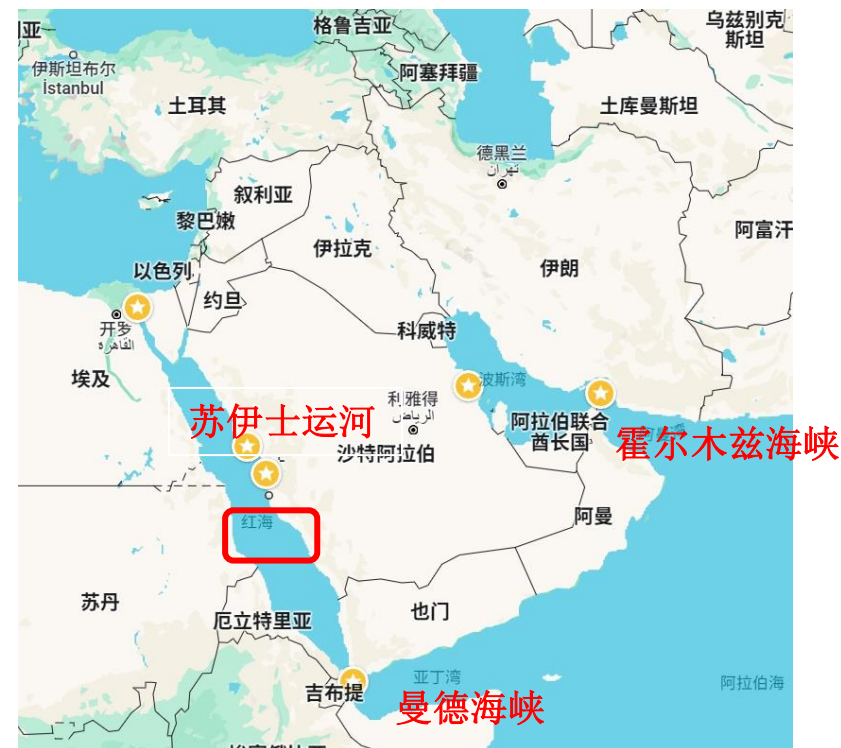 亚
格鲁吉亚
乌兹别克
斯坦
伊斯坦布尔
İstanbul
阿塞拜疆
土耳其
土库曼斯坦
德黑兰
تهران
叙利亚
黎巴嫩
阿富汗
伊拉克
伊朗
以色列
约旦
开罗
القاهرة
科威特
埃及
波斯湾
利雅得
الرياض
苏伊士运河
阿拉伯联合
酋长国
霍尔木兹海峡
沙特阿拉伯
红海
阿曼
苏丹
厄立特里亚
也门
亚丁湾
阿拉伯海
吉布提
曼德海峡